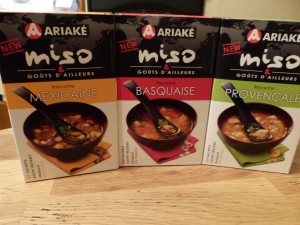 ARIAKÉ
NEW
miso
&
GOÛTS D'AILLEURS
Recette
MEXICAINE
ARIAKÉ
NEW
miso
&
GOÛTS D'AILLEURS
Recette
BASQUAISE
ARIAKÉ
NEW
miso
&
GOÛTS D'AILLEURS
Recette
PROVENÇALE